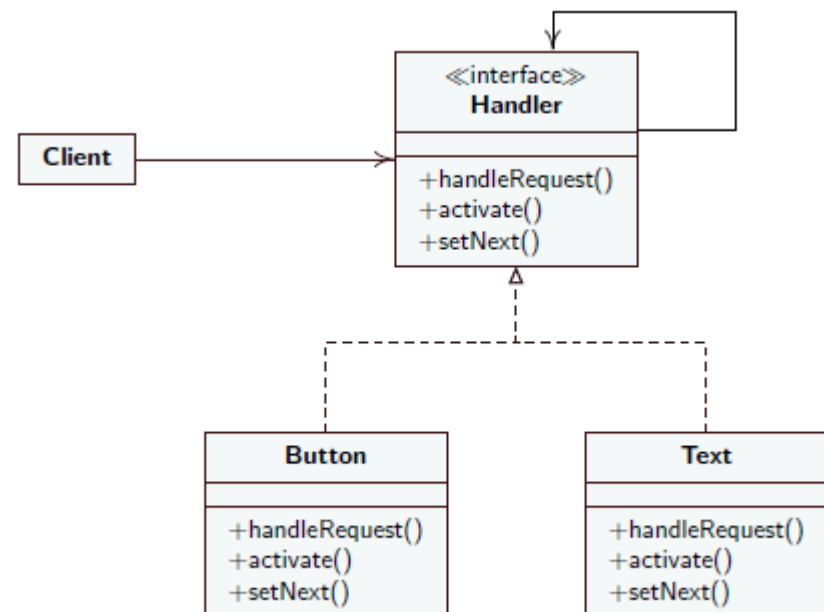 ≪interface≫
Handler
Client
+handleRequest()
+activate()
+setNext()
Button
Text
+handleRequest()
+activate()
+setNext()
+handleRequest()
+activate()
+setNext()